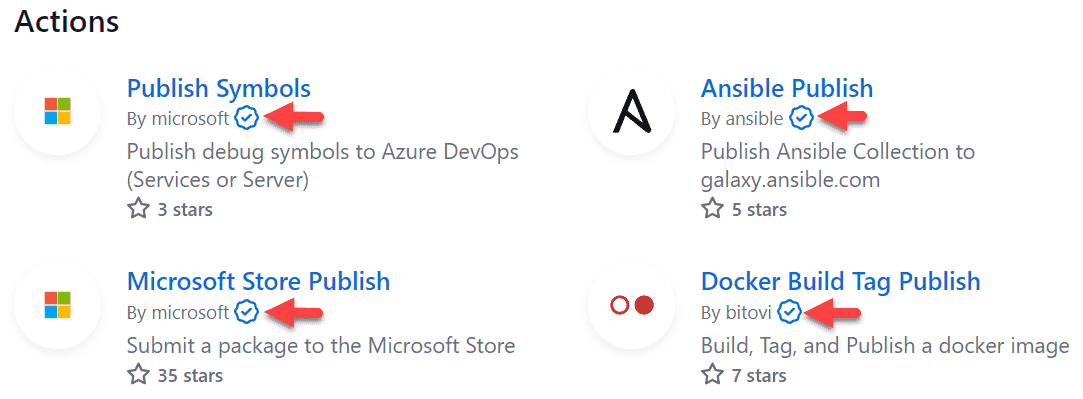 Actions
Publish Symbols
By microsoft
Publish debug symbols to Azure DevOps
(Services or Server)
3 stars
Ansible Publish
By ansible
Publish Ansible Collection to
galaxy.ansible.com
5 stars
Microsoft Store Publish
By microsoft
Submit a package to the Microsoft Store
35 stars
Docker Build Tag Publish
By bitovi
Build, Tag, and Publish a docker image
7 stars